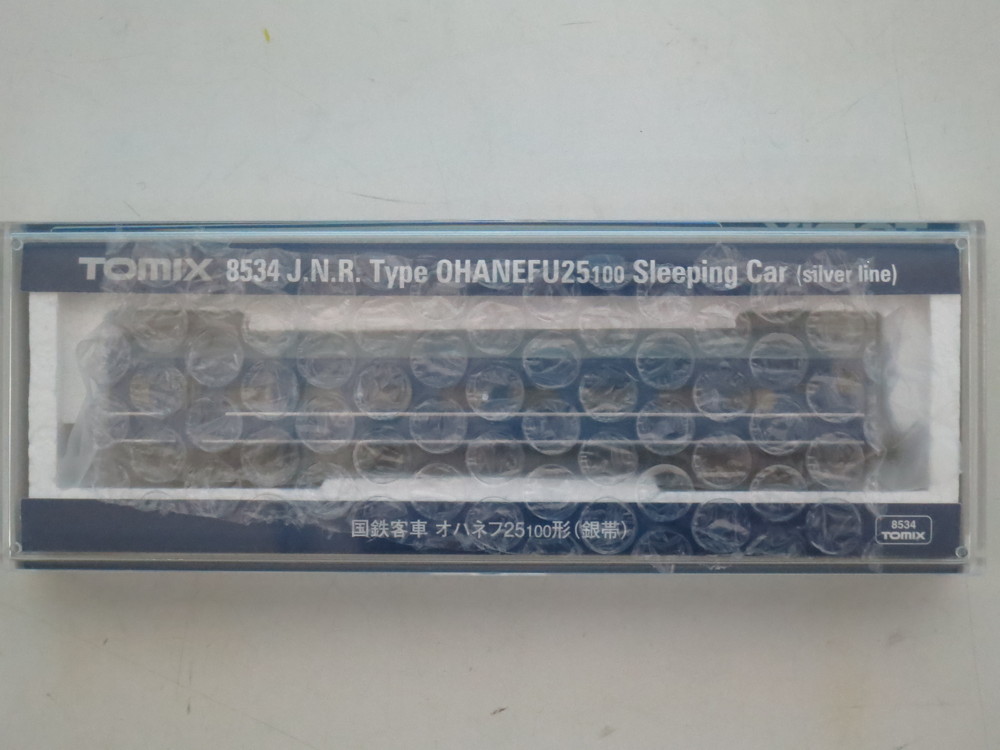 TOMIX 8534 J.N.R. Type OHANEFU25100 Sleeping Car (silver line)
国鉄客車 オハネフ25100形(銀帯)
8534
TOMIX